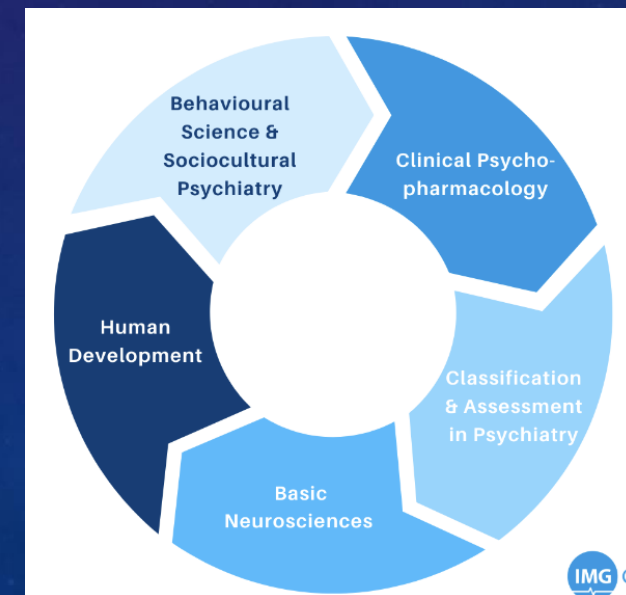 Behavioural
Science &
Sociocultural
Psychiatry
Clinical Psycho-
pharmacology
Classification
& Assessment
in Psychiatry
Basic
Neurosciences
Human
Development
IMG